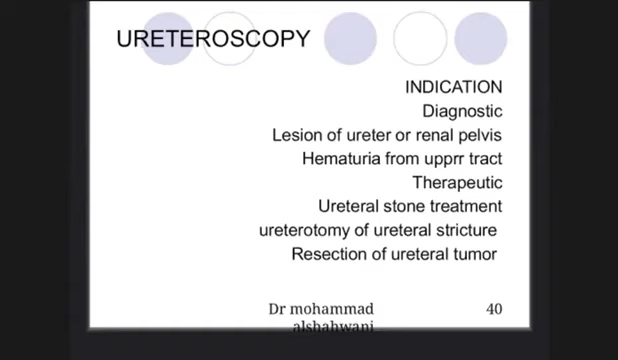 URETEROSCOPY
INDICATION
Diagnostic
Lesion of ureter or renal pelvis
Hematuria from upprr tract
Therapeutic
Ureteral stone treatment
ureterotomy of ureteral stricture
Resection of ureteral tumor
Dr mohammad
alshahwani
40